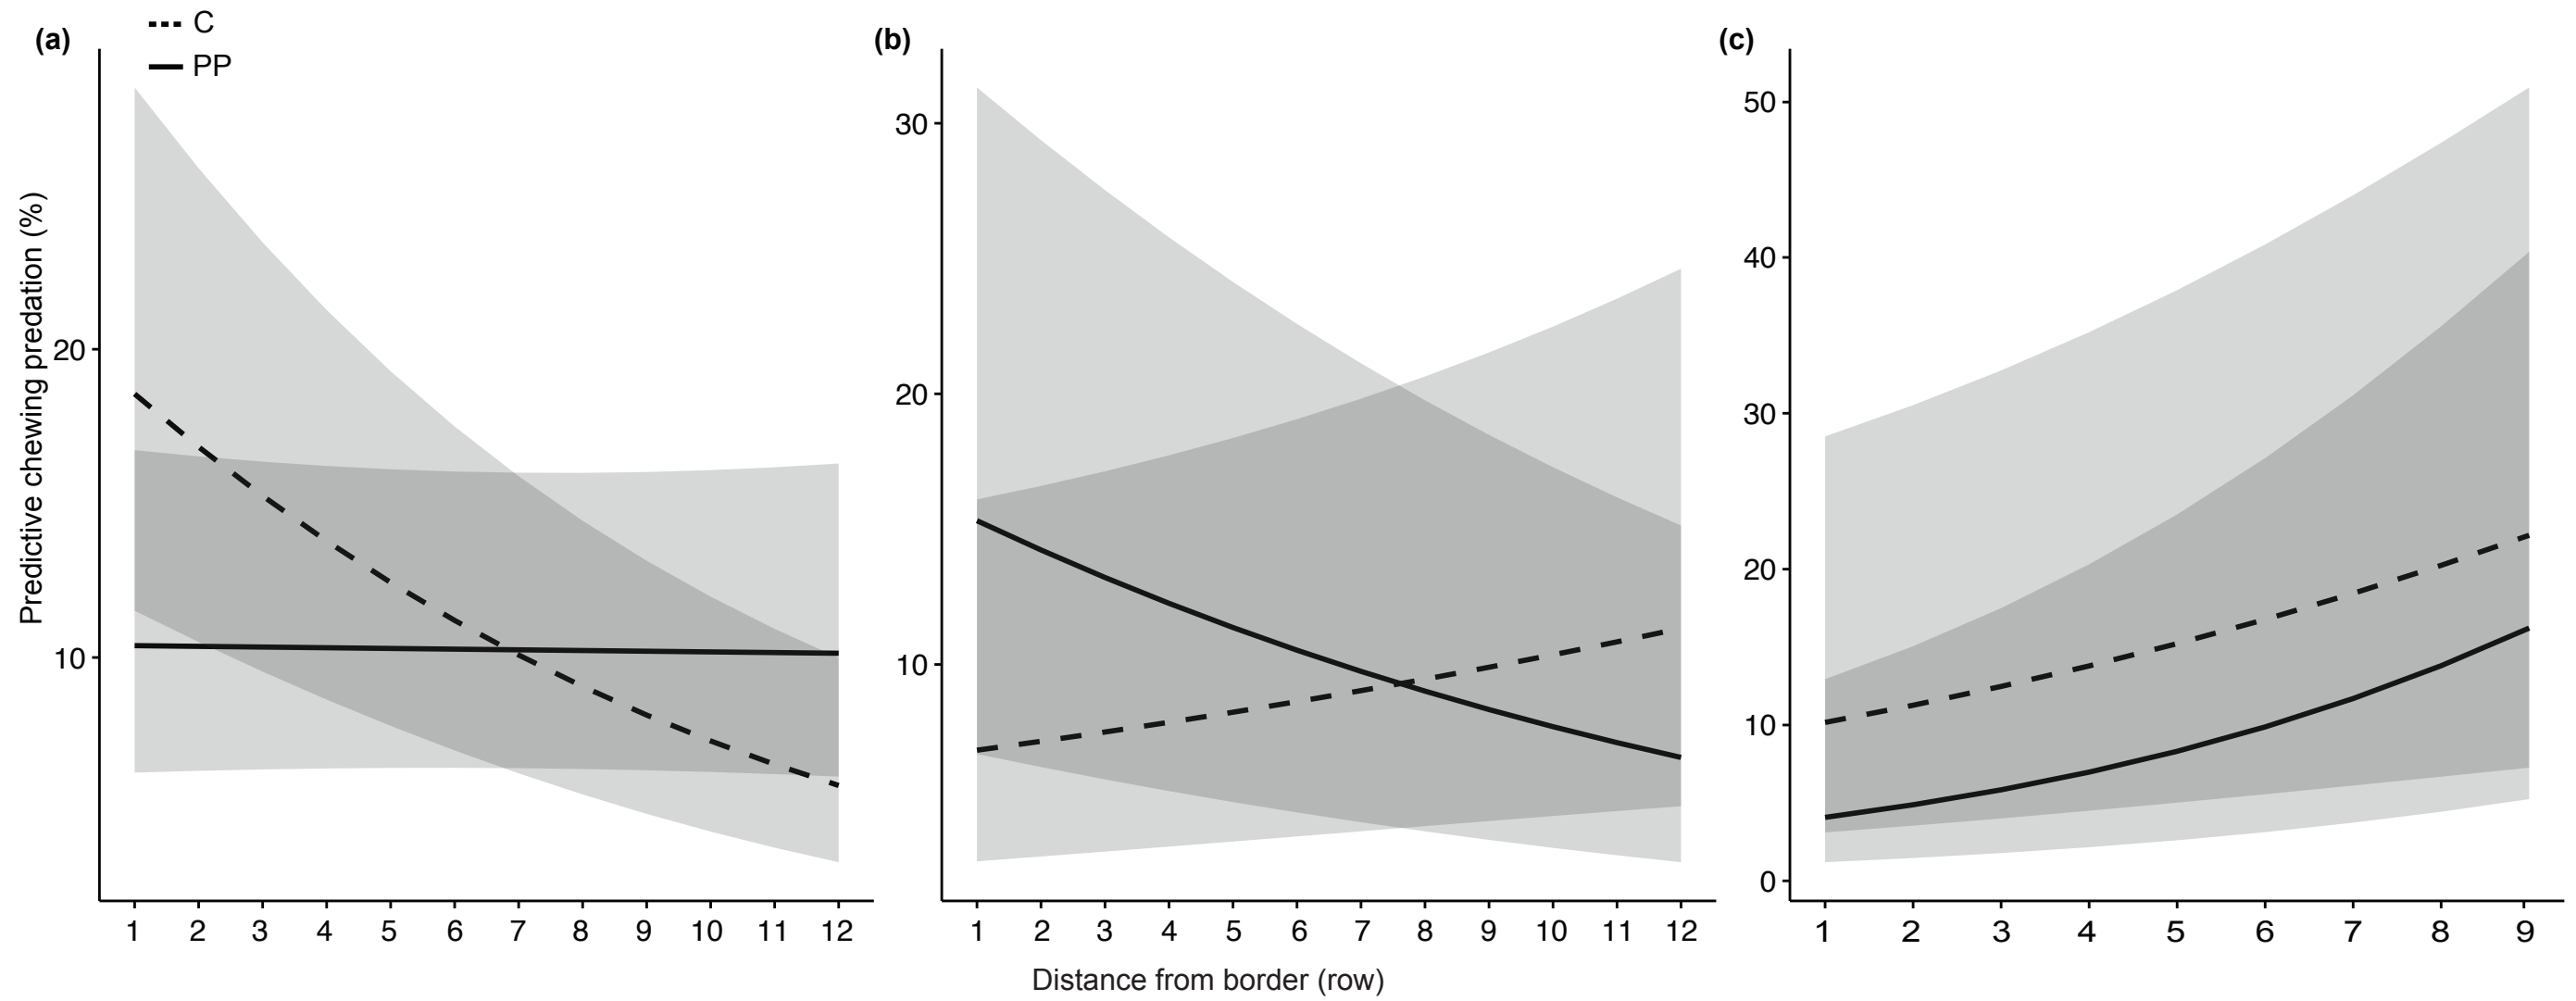 (a)
C
PP
(b)
(c)
Predictive chewing predation (%)
20
10
1 2 3 4 5 6 7 8 9 10 11 12
30
20
10
1 2 3 4 5 6 7 8 9 10 11 12
50
40
30
20
10
0
1 2 3 4 5 6 7 8 9
Distance from border (row)